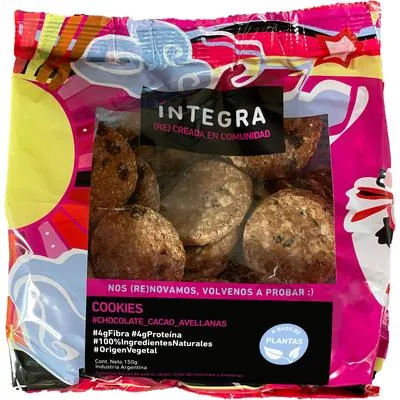 INTEGRA
(RE) CREADA EN COMUNIDAD
NOS (RE)NOVAMOS, VOLVENOS A PROBAR :)
COOKIES
#CHOCOLATE_CACAO_AVELLANAS
#4gFibra #4gProteína
#100%IngredientesNaturales
#OrigenVegetal
Cont. Neto 150g
Industria Argentina
A BASE DE
PLANTAS